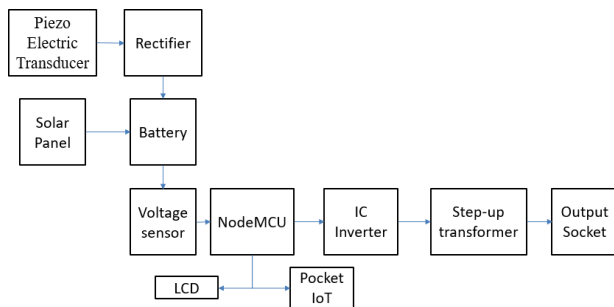 Piezo
Electric
Transducer
Rectifier
Solar
Panel
Battery
Voltage
sensor
NodeMCU
IC
Inverter
Step-up
transformer
Output
Socket
LCD
Pocket
IoT